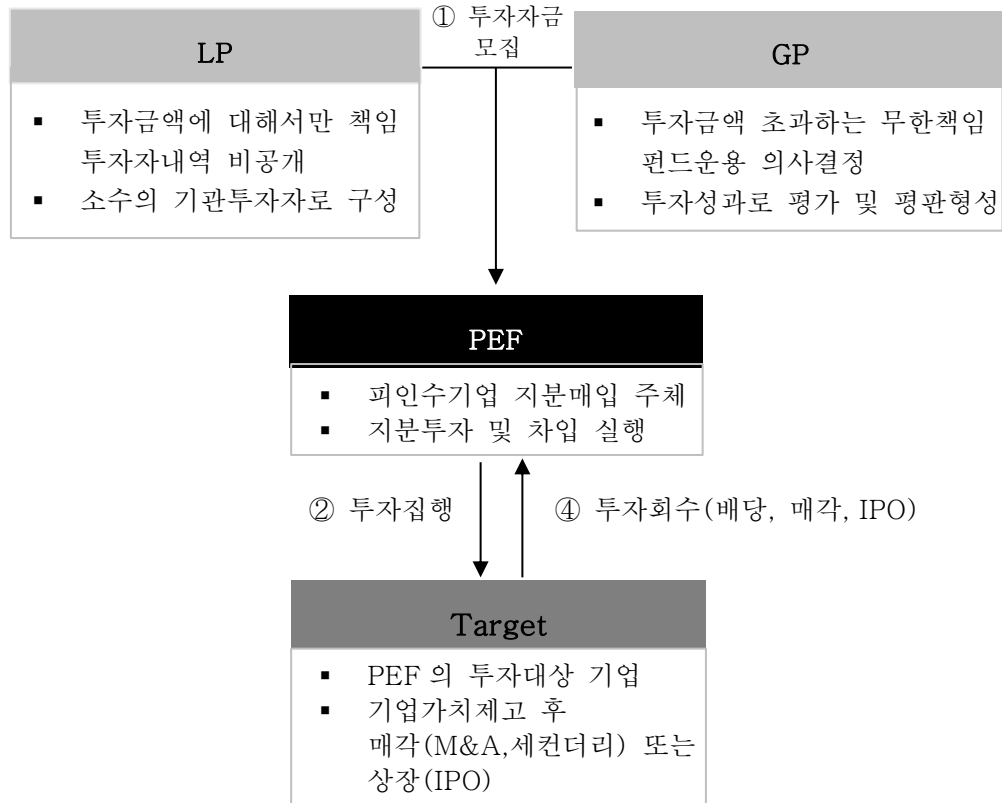 ① 투자자금
모집
LP
▪ 투자금액에 대해서만 책임
투자자내역 비공개
▪ 소수의 기관투자자로 구성
GP
▪ 투자금액 초과하는 무한책임
펀드운용 의사결정
▪ 투자성과로 평가 및 평판형성
PEF
▪ 피인수기업 지분매입 주체
▪ 지분투자 및 차입 실행
② 투자집행
④ 투자회수(배당, 매각, IPO)
Target
▪ PEF 의 투자대상 기업
▪ 기업가치제고 후
매각(M&A,세컨더리) 또는
상장(IPO)